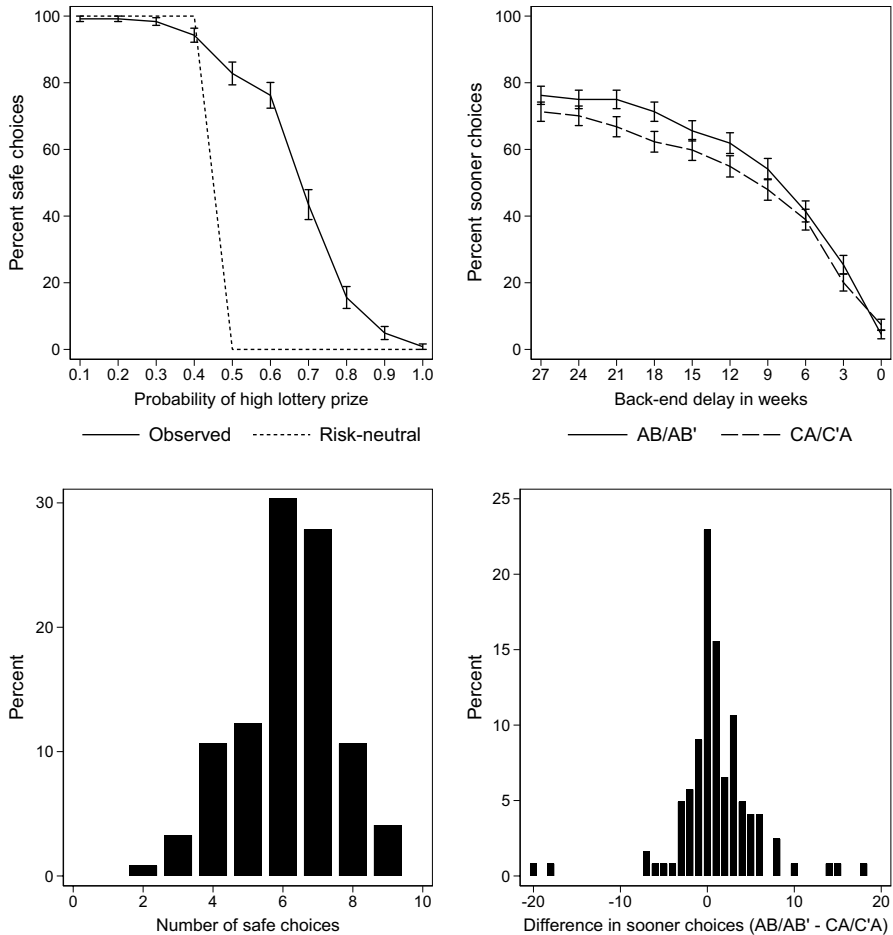 Percent safe choices
100
80
60
40
20
0
0.1 0.2 0.3 0.4 0.5 0.6 0.7 0.8 0.9 1.0
Probability of high lottery prize
Observed Risk-neutral
Percent sooner choices
100
80
60
40
20
0
27 24 21 18 15 12 9 6 3 0
Back-end delay in weeks
AB/AB' CA/C'A
Percent
30
20
10
0
0 2 4 6 8 10
Number of safe choices
Percent
25
20
15
10
5
0
-20 -10 0 10 20
Difference in sooner choices (AB/AB' - CA/C'A)